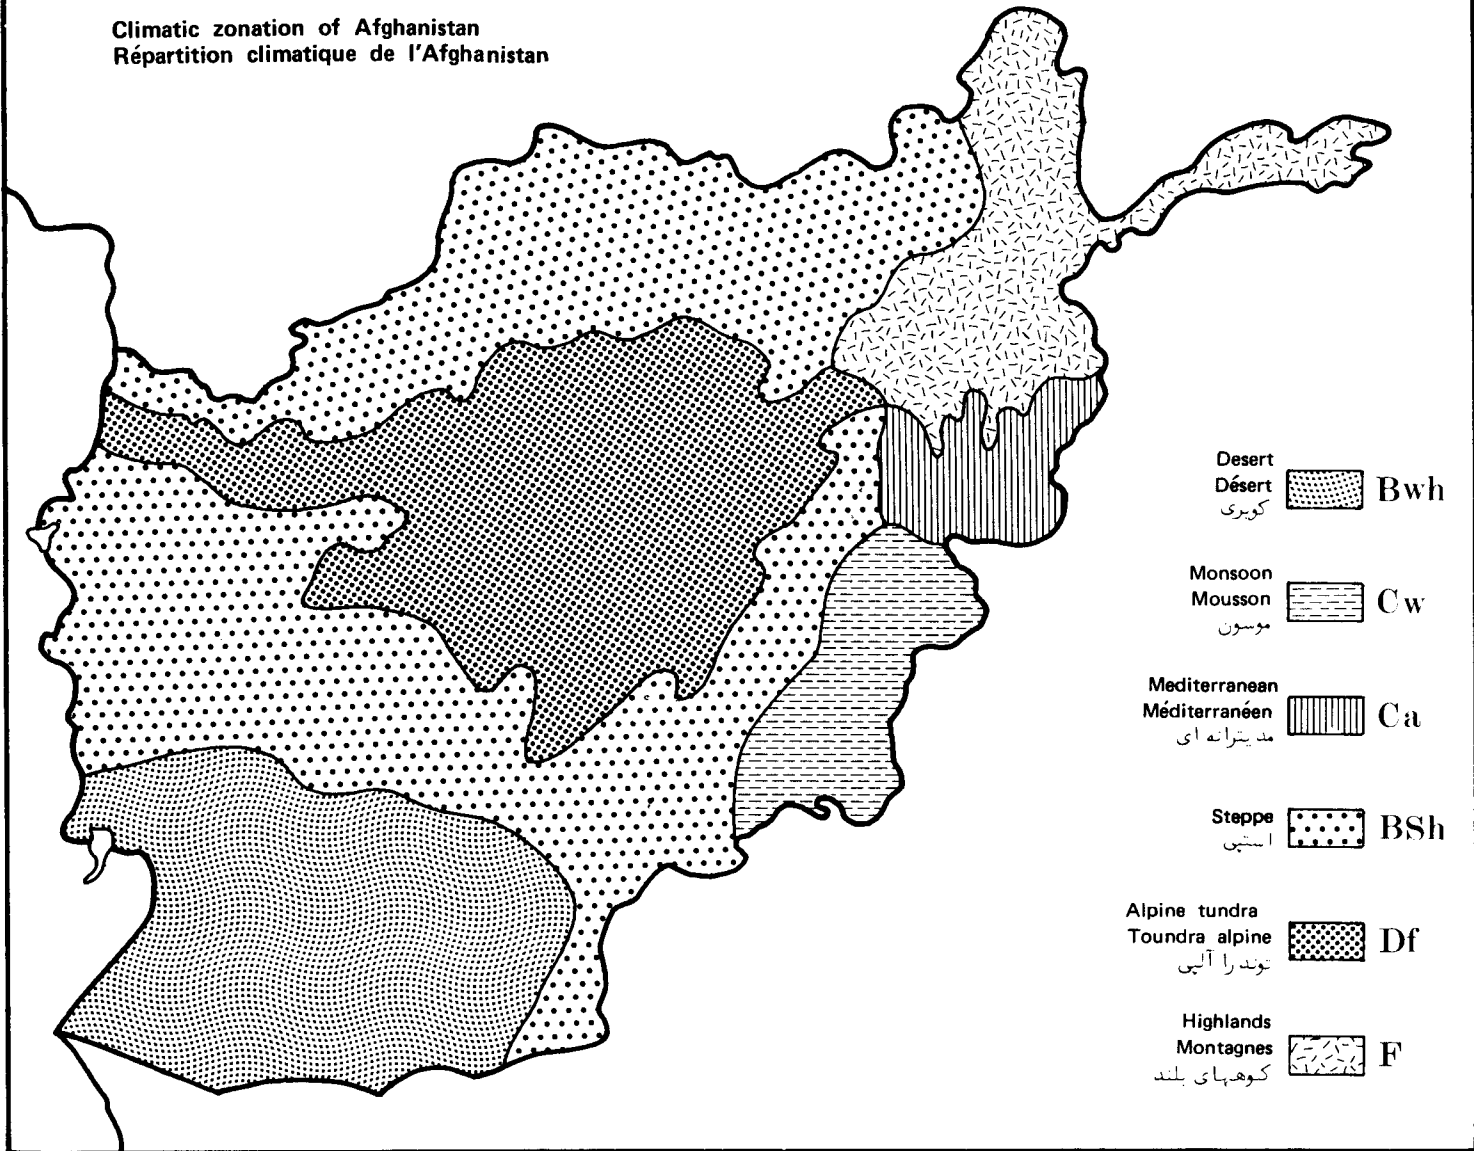 Climatic zonation of Afghanistan
Répartition climatique de l'Afghanistan
Desert
Désert
کویری
Bwh
Monsoon
Mousson
موسون
Cw
Mediterranean
Méditerranéen
مدیترانه ای
Ca
Steppe
استپی
BSh
Alpine tundra
Toundra alpine
توندرا آلپی
Df
Highlands
Montagnes
کوههای بلند
F